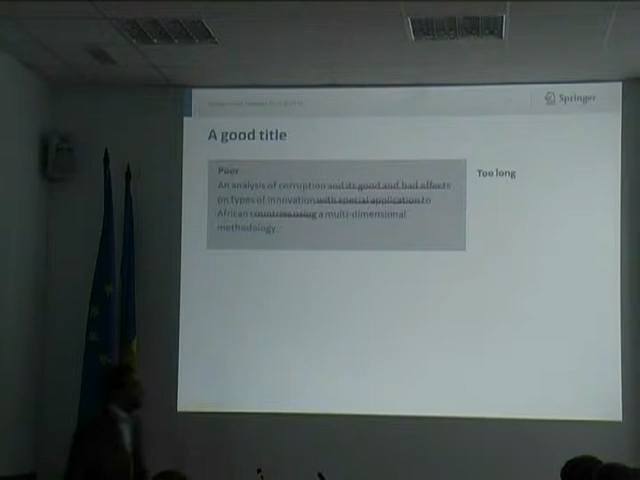 Springer
A good title
Poor
An analysis of corruption and its good and bad effects
on types of innovation with special application to
African countries using a multi-dimensional
methodology.
Too long